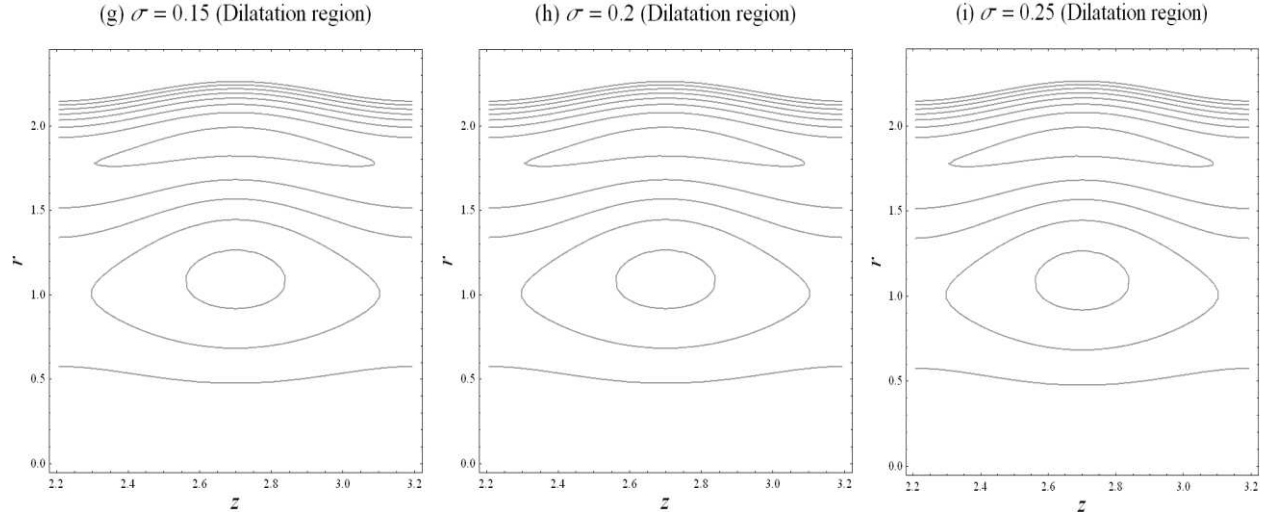 (g) σ = 0.15 (Dilatation region)
(h) σ = 0.2 (Dilatation region)
(i) σ = 0.25 (Dilatation region)
2.0
1.5
r
1.0
0.5
0.0
2.2 2.4 2.6 2.8 3.0 3.2
z
2.0
1.5
r
1.0
0.5
0.0
2.2 2.4 2.6 2.8 3.0 3.2
z
2.0
1.5
r
1.0
0.5
0.0
2.2 2.4 2.6 2.8 3.0 3.2
z